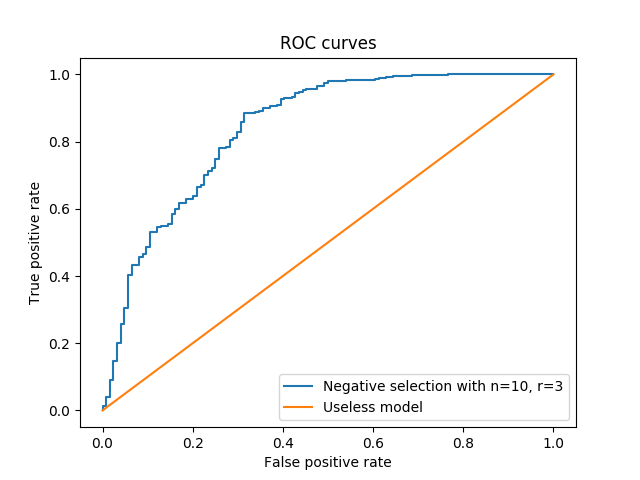 ROC curves
True positive rate
1.0
0.8
0.6
0.4
0.2
0.0
Negative selection with n=10, r=3
Useless model
0.0 0.2 0.4 0.6 0.8 1.0
False positive rate